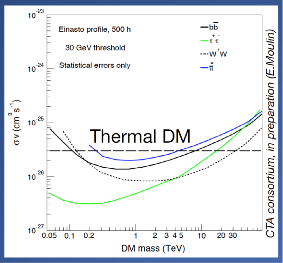 Einasto profile, 500 h
30 GeV threshold
Statistical errors only
bb̄
τ⁺τ⁻
W⁺W⁻
tt̄
Thermal DM
σ v (cm³ s⁻¹)
10⁻²³
10⁻²⁴
10⁻²⁵
10⁻²⁶
10⁻²⁷
0.05 0.1 0.2 1 2 3 4 5 10 20 30
DM mass (TeV)
CTA consortium, in preparation (E.Moulin)